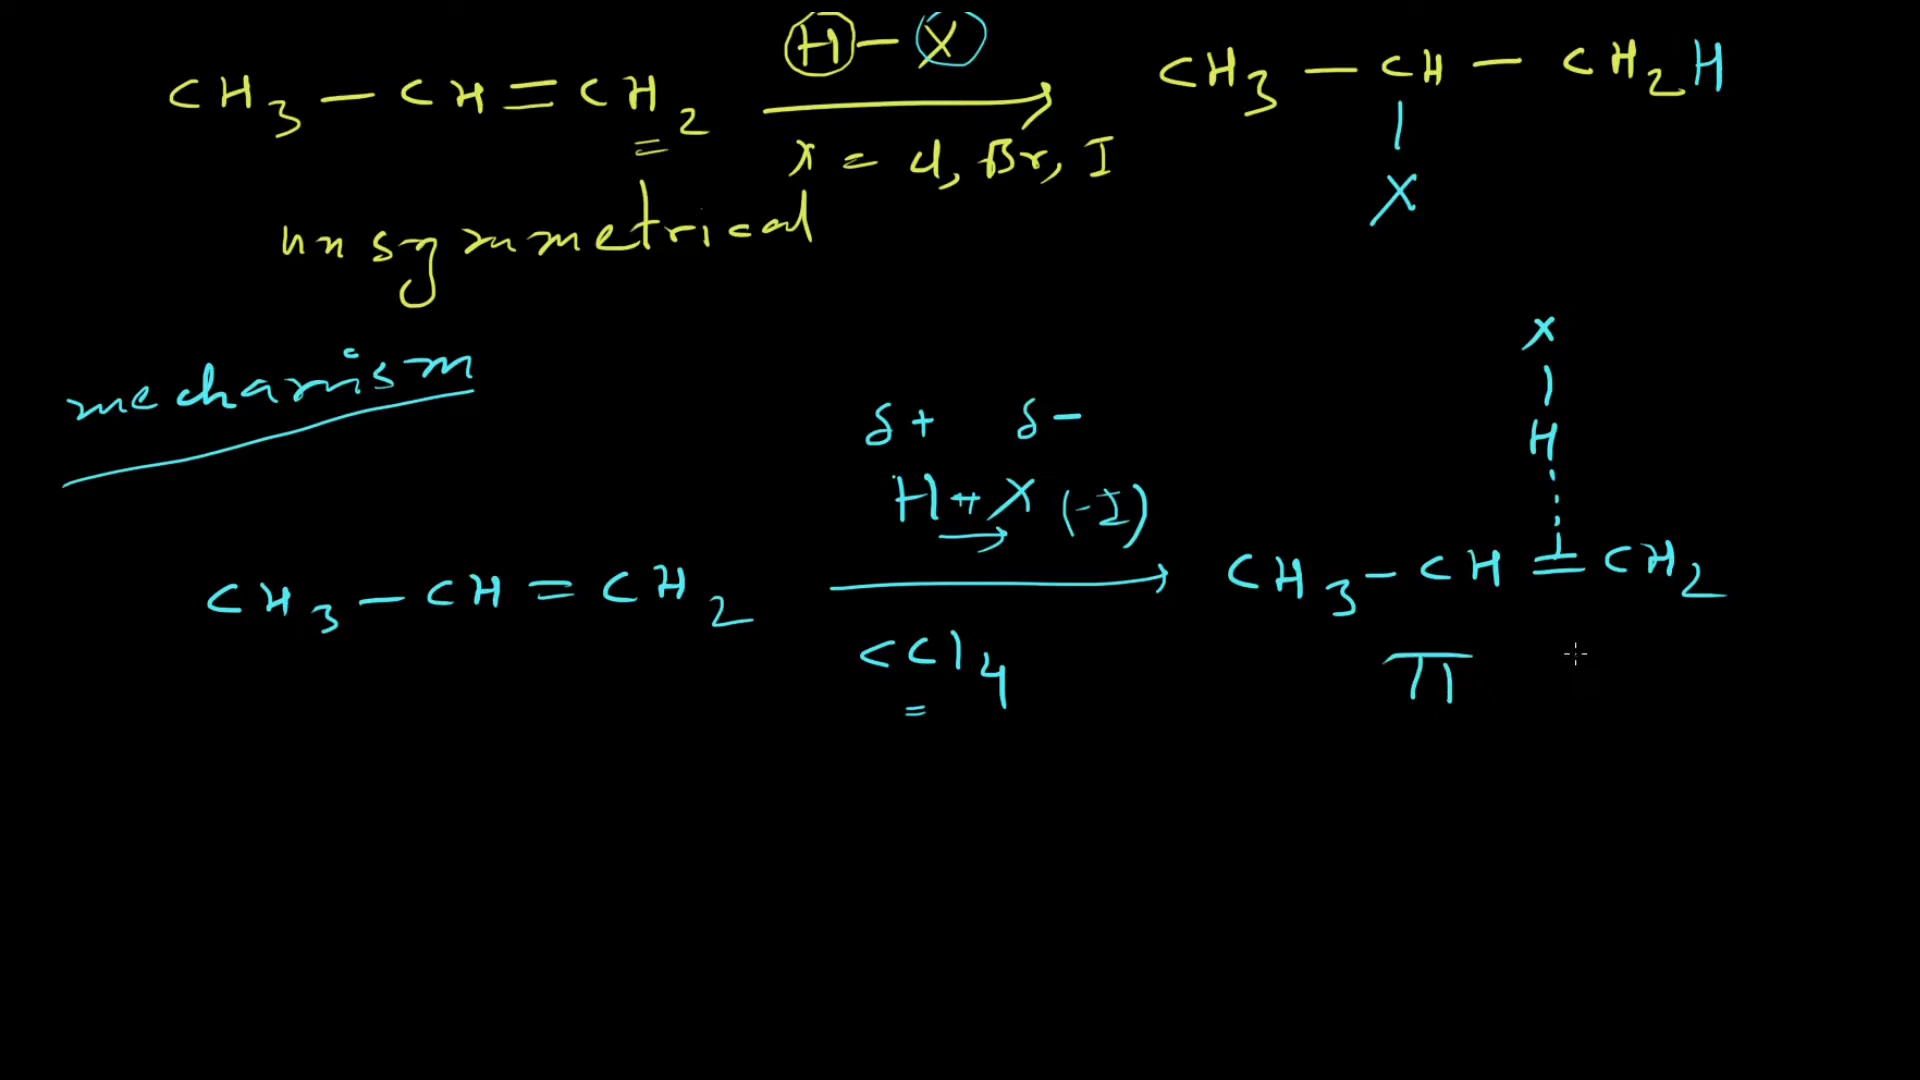 H - X
CH3 - CH = CH2 → CH3 - CH - CH2H
X = Cl, Br, I
X
unsymmetrical
mechanism
X
δ+ δ-
H
H + X (-I)
CH3 - CH = CH2 → CH3 - CH = CH2
CCl4
π